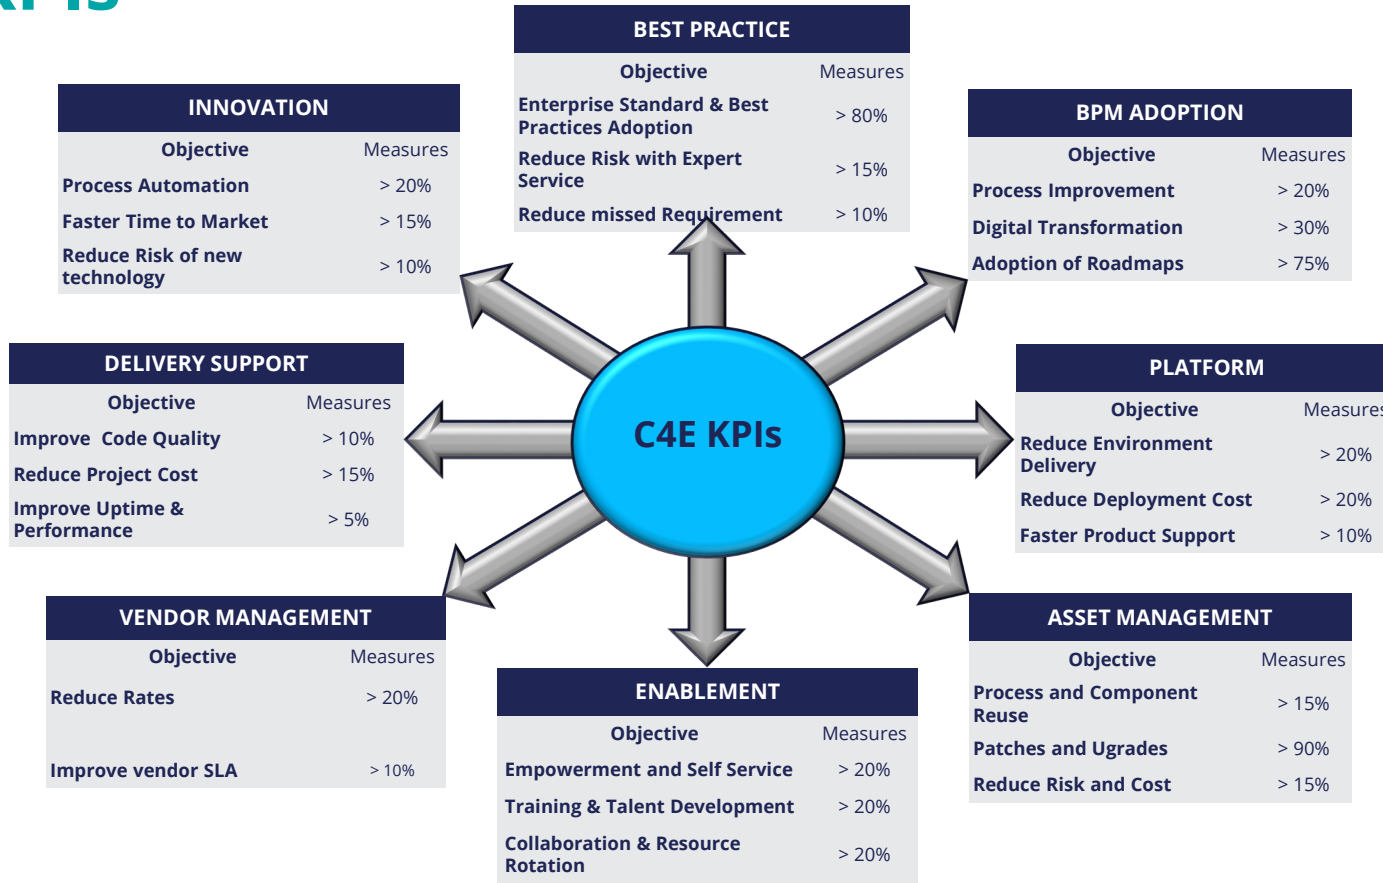 KPIs
BEST PRACTICE
Objective Measures
Enterprise Standard & Best
Practices Adoption > 80%
Reduce Risk with Expert
Service > 15%
Reduce missed Requirement > 10%
INNOVATION
Objective Measures
Process Automation > 20%
Faster Time to Market > 15%
Reduce Risk of new
technology > 10%
BPM ADOPTION
Objective Measures
Process Improvement > 20%
Digital Transformation > 30%
Adoption of Roadmaps > 75%
DELIVERY SUPPORT
Objective Measures
Improve Code Quality > 10%
Reduce Project Cost > 15%
Improve Uptime &
Performance > 5%
C4E KPIs
PLATFORM
Objective Measures
Reduce Environment
Delivery > 20%
Reduce Deployment Cost > 20%
Faster Product Support > 10%
VENDOR MANAGEMENT
Objective Measures
Reduce Rates > 20%
Improve vendor SLA > 10%
ENABLEMENT
Objective Measures
Empowerment and Self Service > 20%
Training & Talent Development > 20%
Collaboration & Resource
Rotation > 20%
ASSET MANAGEMENT
Objective Measures
Process and Component
Reuse > 15%
Patches and Ugrades > 90%
Reduce Risk and Cost > 15%